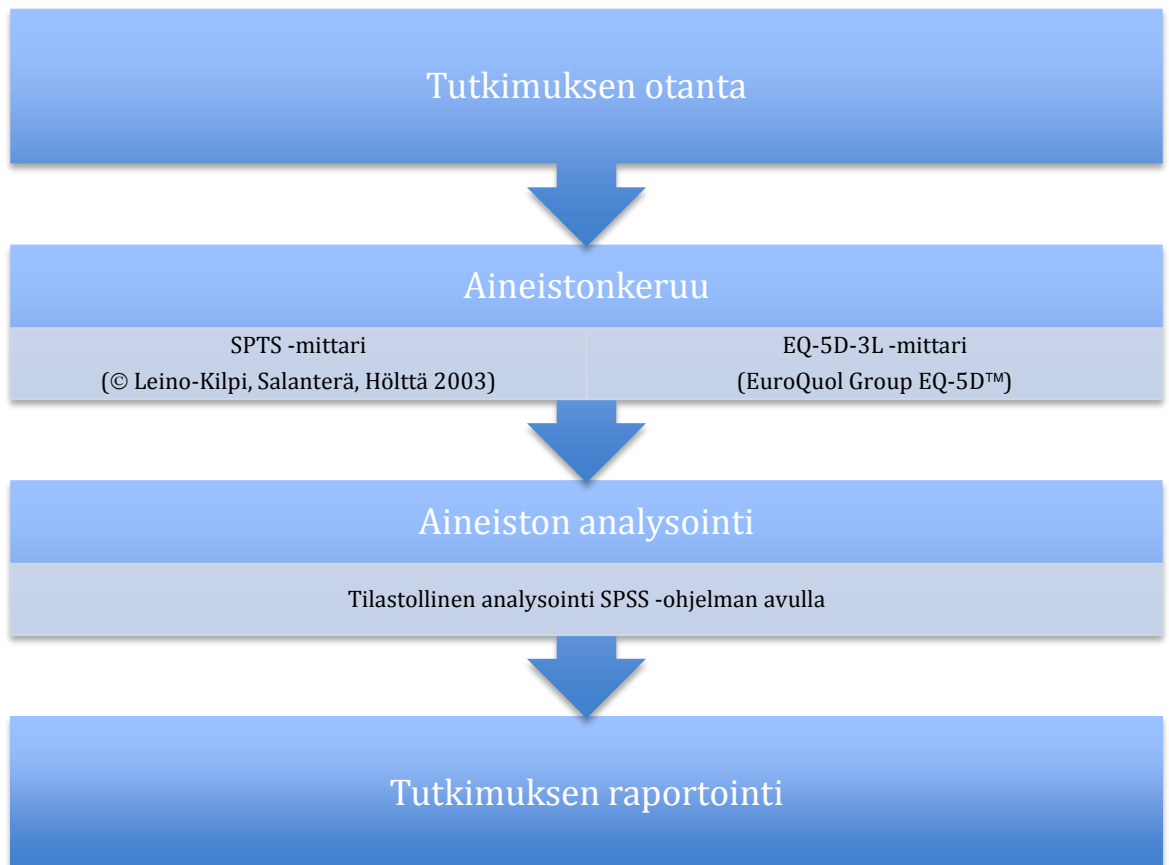 Tutkimuksen otanta
Aineistonkeruu
SPTS -mittari
(© Leino-Kilpi, Salanterä, Hölttä 2003)
EQ-5D-3L -mittari
(EuroQuol Group EQ-5D™)
Aineiston analysointi
Tilastollinen analysointi SPSS -ohjelman avulla
Tutkimuksen raportointi